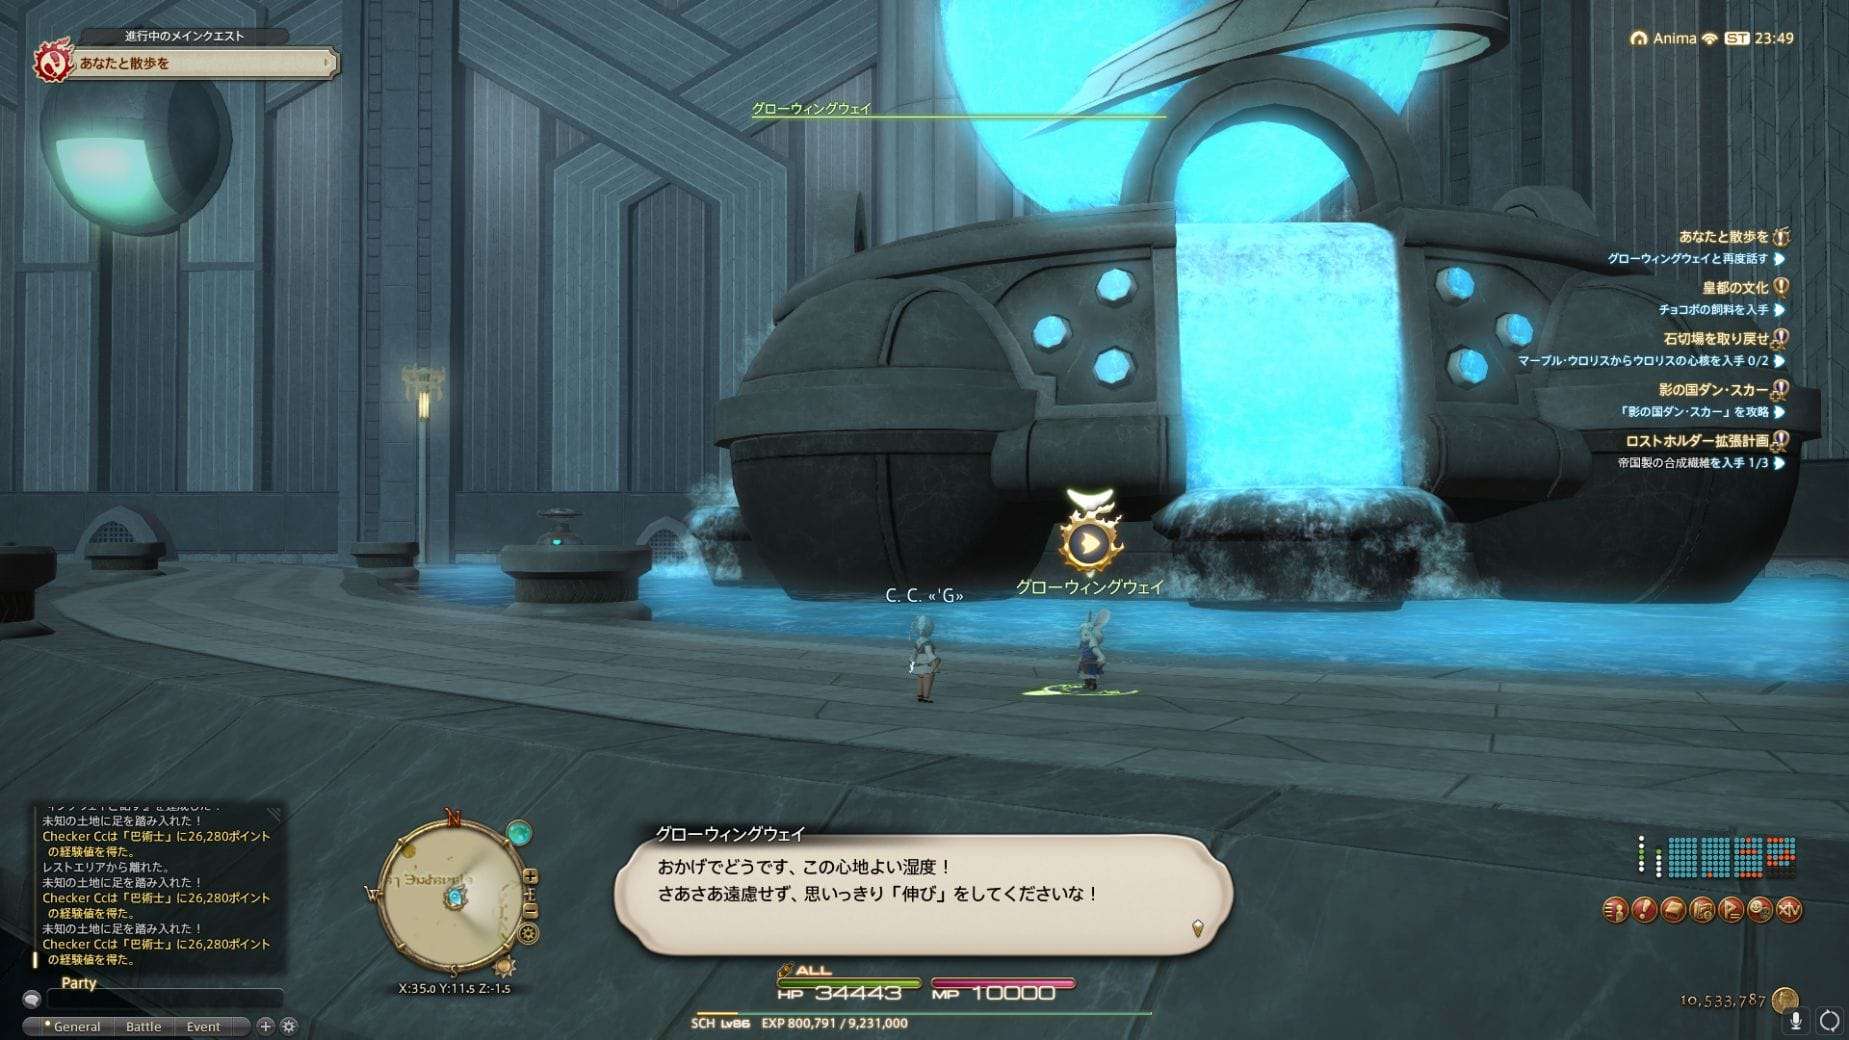 進行中のメインクエスト
あなたと散歩を
Anima ST 23:49
グローウィングウェイ
あなたと散歩を
グローウィングウェイと再度話す
皇都の文化
チョコボの飼料を入手
石切場を取り戻せ
マーブル・ウロリスからウロリスの心核を入手 0/2
影の国ダン・スカー
「影の国ダン・スカー」を攻略
ロストホルダー拡張計画
帝国製の合成繊維を入手 1/3
グローウィングウェイ
C. C. «'G»
未知の土地に足を踏み入れた！
Checker Ccは「巴術士」に26,280ポイント
の経験値を得た。
レストエリアから離れた。
未知の土地に足を踏み入れた！
Checker Ccは「巴術士」に26,280ポイント
の経験値を得た。
未知の土地に足を踏み入れた！
Checker Ccは「巴術士」に26,280ポイント
の経験値を得た。
Party
General Battle Event
N
W
S
X:35.0 Y:11.5 Z:-1.5
グローウィングウェイ
おかげでどうです、この心地よい湿度！
さあさあ遠慮せず、思いっきり「伸び」をしてくださいな！
ALL
HP 34443 MP 10000
SCH Lv86 EXP 800,791 / 9,231,000
XIV
10,533,787